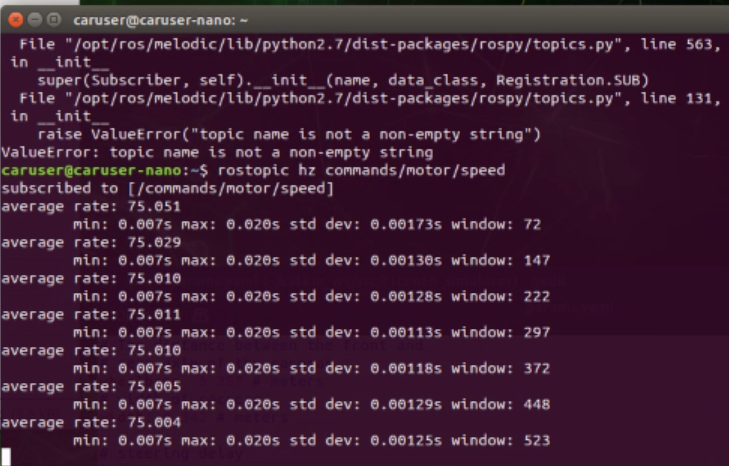 caruser@caruser-nano: ~
File "/opt/ros/melodic/lib/python2.7/dist-packages/rospy/topics.py", line 563,
in __init__
super(Subscriber, self).__init__(name, data_class, Registration.SUB)
File "/opt/ros/melodic/lib/python2.7/dist-packages/rospy/topics.py", line 131,
in __init__
raise ValueError("topic name is not a non-empty string")
ValueError: topic name is not a non-empty string
caruser@caruser-nano:~$ rostopic hz commands/motor/speed
subscribed to [/commands/motor/speed]
average rate: 75.051
min: 0.007s max: 0.020s std dev: 0.00173s window: 72
average rate: 75.029
min: 0.007s max: 0.020s std dev: 0.00130s window: 147
average rate: 75.010
min: 0.007s max: 0.020s std dev: 0.00128s window: 222
average rate: 75.011
min: 0.007s max: 0.020s std dev: 0.00113s window: 297
average rate: 75.010
min: 0.007s max: 0.020s std dev: 0.00118s window: 372
average rate: 75.005
min: 0.007s max: 0.020s std dev: 0.00129s window: 448
average rate: 75.004
min: 0.007s max: 0.020s std dev: 0.00125s window: 523
# steering delay